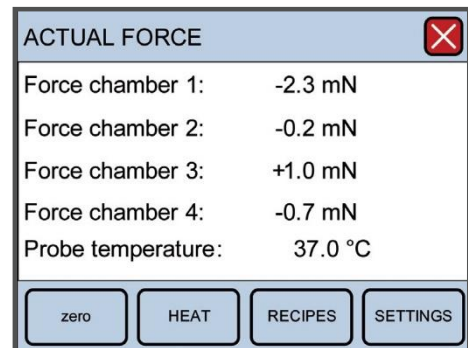 ACTUAL FORCE
Force chamber 1: -2.3 mN
Force chamber 2: -0.2 mN
Force chamber 3: +1.0 mN
Force chamber 4: -0.7 mN
Probe temperature: 37.0 °C
zero HEAT RECIPES SETTINGS